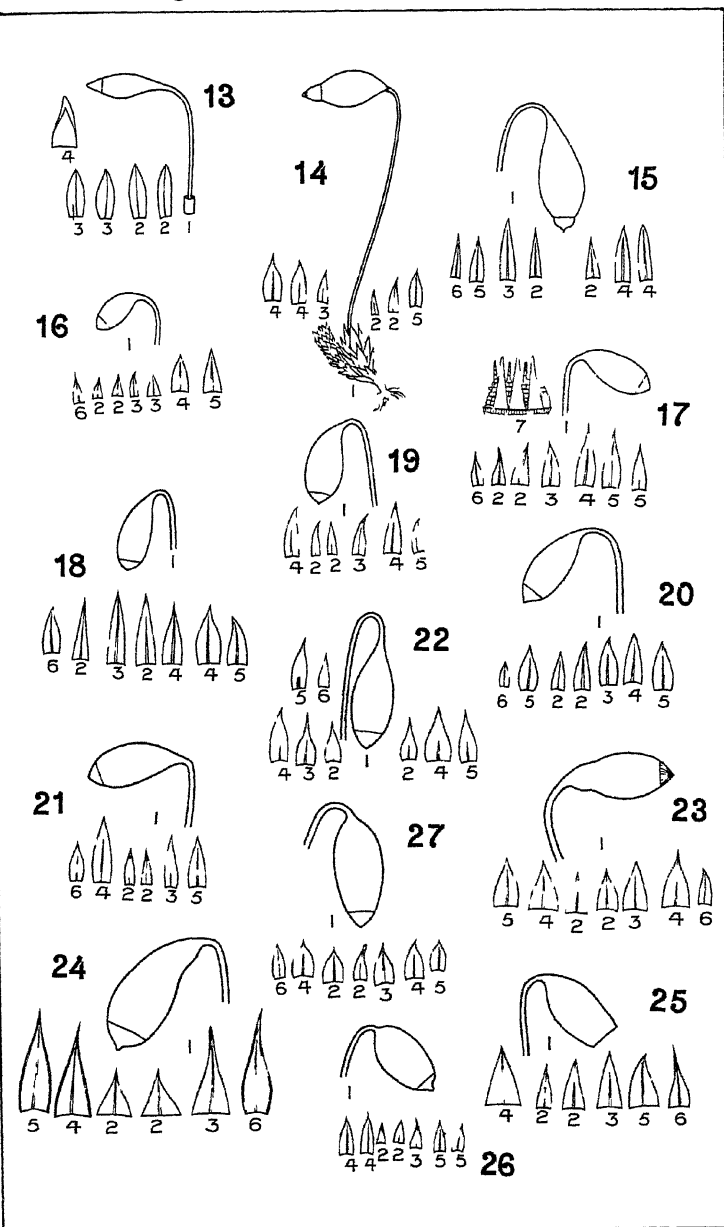 13
4
3 3 2 2 1
14
4 4 3 2 2 5
1
15
1
6 5 3 2 2 4 4
16
1
6 2 2 3 3 4 5
17
7 1
6 2 2 3 4 5 5
18
1
6 2 3 2 4 4 5
19
1
4 2 2 3 4 5
20
1
6 5 2 2 3 4 5
21
1
6 4 2 2 3 5
22
5 6
4 3 2 1 2 4 5
23
1
5 4 2 2 3 4 6
24
1
5 4 2 2 3 6
27
1
6 4 2 2 3 4 5
25
1
4 2 2 3 5 6
26
1
4 4 2 2 3 5 5